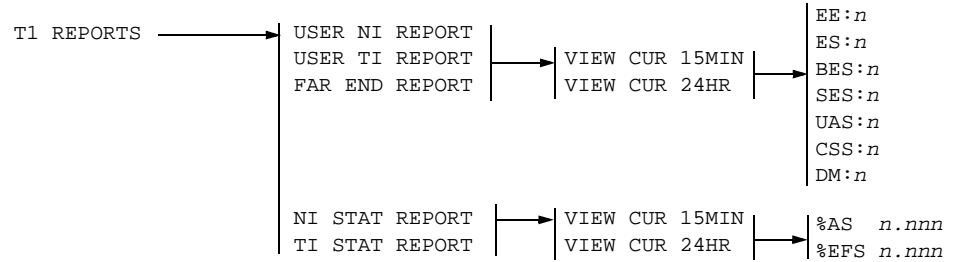 T1 REPORTS
USER NI REPORT
USER TI REPORT
FAR END REPORT
VIEW CUR 15MIN
VIEW CUR 24HR
EE:n
ES:n
BES:n
SES:n
UAS:n
CSS:n
DM:n
NI STAT REPORT
TI STAT REPORT
VIEW CUR 15MIN
VIEW CUR 24HR
%AS n.nnn
%EFS n.nnn